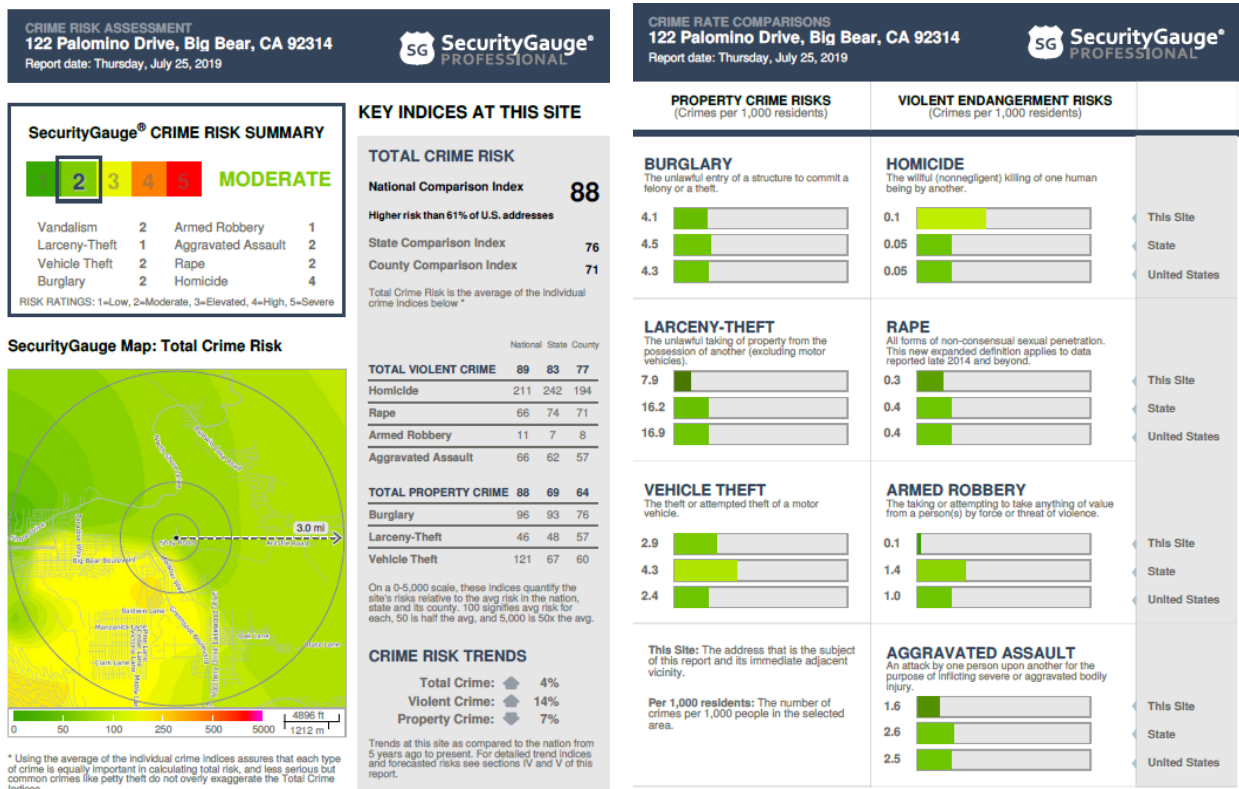 CRIME RISK ASSESSMENT
122 Palomino Drive, Big Bear, CA 92314
Report date: Thursday, July 25, 2019
SG SecurityGauge®
PROFESSIONAL
SecurityGauge® CRIME RISK SUMMARY
1 2 3 4 5 MODERATE
Vandalism 2 Armed Robbery 1
Larceny-Theft 1 Aggravated Assault 2
Vehicle Theft 2 Rape 2
Burglary 2 Homicide 4
RISK RATINGS: 1=Low, 2=Moderate, 3=Elevated, 4=High, 5=Severe
SecurityGauge Map: Total Crime Risk
3.0 mi
Big Bear Boulevard
Baldwin Lane
Greenspot Boulevard
Oak Lane
Clark Lane
0 50 100 250 500 5000
4896 ft
1212 m
* Using the average of the individual crime indices assures that each type
of crime is equally important in calculating total risk, and less serious but
common crimes like petty theft do not overly exaggerate the Total Crime
Indices.
KEY INDICES AT THIS SITE
TOTAL CRIME RISK
National Comparison Index 88
Higher risk than 61% of U.S. addresses
State Comparison Index 76
County Comparison Index 71
Total Crime Risk is the average of the individual
crime indices below *
National State County
TOTAL VIOLENT CRIME 89 83 77
Homicide 211 242 194
Rape 66 74 71
Armed Robbery 11 7 8
Aggravated Assault 66 62 57
TOTAL PROPERTY CRIME 88 69 64
Burglary 96 93 76
Larceny-Theft 46 48 57
Vehicle Theft 121 67 60
On a 0-5,000 scale, these indices quantify the
site's risks relative to the avg risk in the nation,
state and its county. 100 signifies avg risk for
each, 50 is half the avg, and 5,000 is 50x the avg.
CRIME RISK TRENDS
Total Crime: 4%
Violent Crime: 14%
Property Crime: 7%
Trends at this site as compared to the nation from
5 years ago to present. For detailed trend indices
and forecasted risks see sections IV and V of this
report.
CRIME RATE COMPARISONS
122 Palomino Drive, Big Bear, CA 92314
Report date: Thursday, July 25, 2019
SG SecurityGauge®
PROFESSIONAL
PROPERTY CRIME RISKS
(Crimes per 1,000 residents)
VIOLENT ENDANGERMENT RISKS
(Crimes per 1,000 residents)
BURGLARY
The unlawful entry of a structure to commit a
felony or a theft.
4.1
4.5
4.3
HOMICIDE
The willful (nonnegligent) killing of one human
being by another.
0.1
0.05
0.05
This Site
State
United States
LARCENY-THEFT
The unlawful taking of property from the
possession of another (excluding motor
vehicles).
7.9
16.2
16.9
RAPE
All forms of non-consensual sexual penetration.
This new expanded definition applies to data
reported late 2014 and beyond.
0.3
0.4
0.4
This Site
State
United States
VEHICLE THEFT
The theft or attempted theft of a motor
vehicle.
2.9
4.3
2.4
ARMED ROBBERY
The taking or attempting to take anything of value
from a person(s) by force or threat of violence.
0.1
1.4
1.0
This Site
State
United States
This Site: The address that is the subject
of this report and its immediate adjacent
vicinity.
Per 1,000 residents: The number of
crimes per 1,000 people in the selected
area.
AGGRAVATED ASSAULT
An attack by one person upon another for the
purpose of inflicting severe or aggravated bodily
injury.
1.6
2.6
2.5
This Site
State
United States